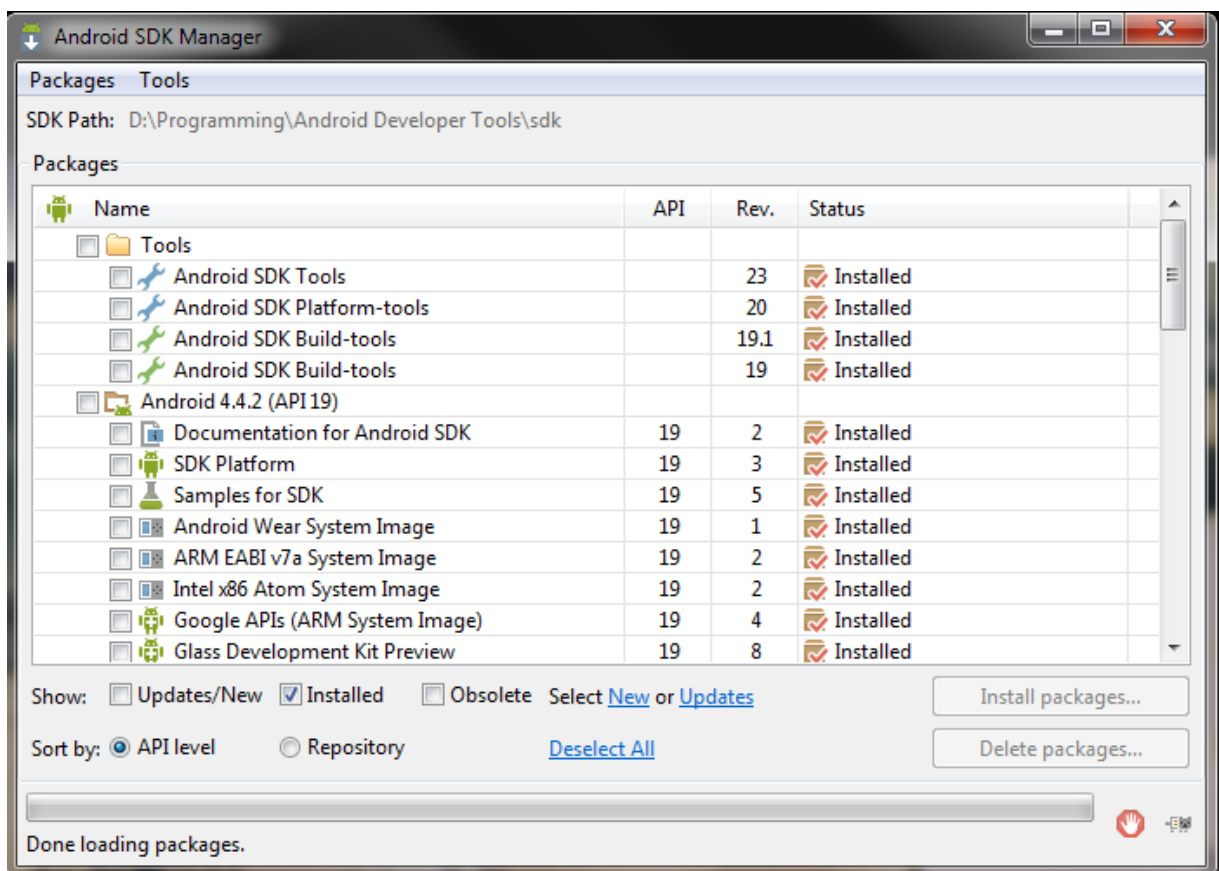 Android SDK Manager
Packages Tools
SDK Path: D:\Programming\Android Developer Tools\sdk
Packages
Name API Rev. Status
Tools
Android SDK Tools 23 Installed
Android SDK Platform-tools 20 Installed
Android SDK Build-tools 19.1 Installed
Android SDK Build-tools 19 Installed
Android 4.4.2 (API 19)
Documentation for Android SDK 19 2 Installed
SDK Platform 19 3 Installed
Samples for SDK 19 5 Installed
Android Wear System Image 19 1 Installed
ARM EABI v7a System Image 19 2 Installed
Intel x86 Atom System Image 19 2 Installed
Google APIs (ARM System Image) 19 4 Installed
Glass Development Kit Preview 19 8 Installed
Show: Updates/New Installed Obsolete Select New or Updates Install packages...
Sort by: API level Repository Deselect All Delete packages...
Done loading packages.